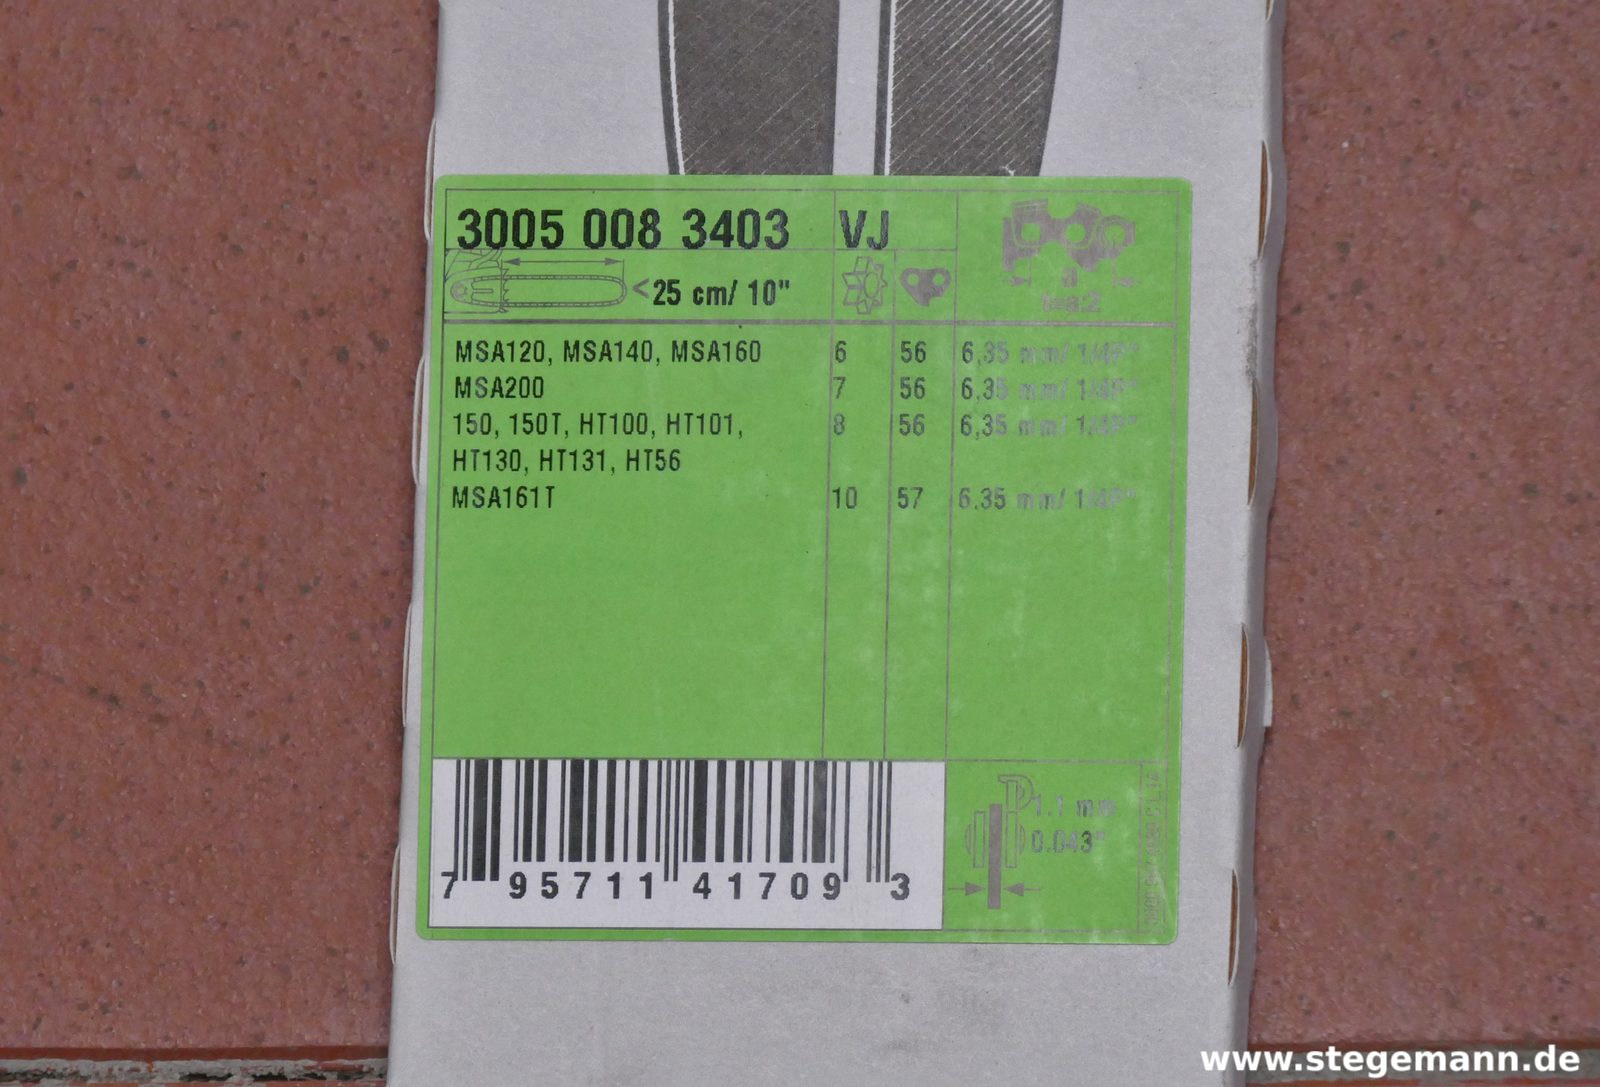 3005 008 3403 VJ
<25 cm/ 10"
a
t=a:2
MSA120, MSA140, MSA160 6 56 6,35 mm/ 1/4P"
MSA200 7 56 6,35 mm/ 1/4P"
150, 150T, HT100, HT101, 8 56 6,35 mm/ 1/4P"
HT130, HT131, HT56
MSA161T 10 57 6.35 mm/ 1/4P"
1.1 mm
0.043"
7 95711 41709 3
www.stegemann.de